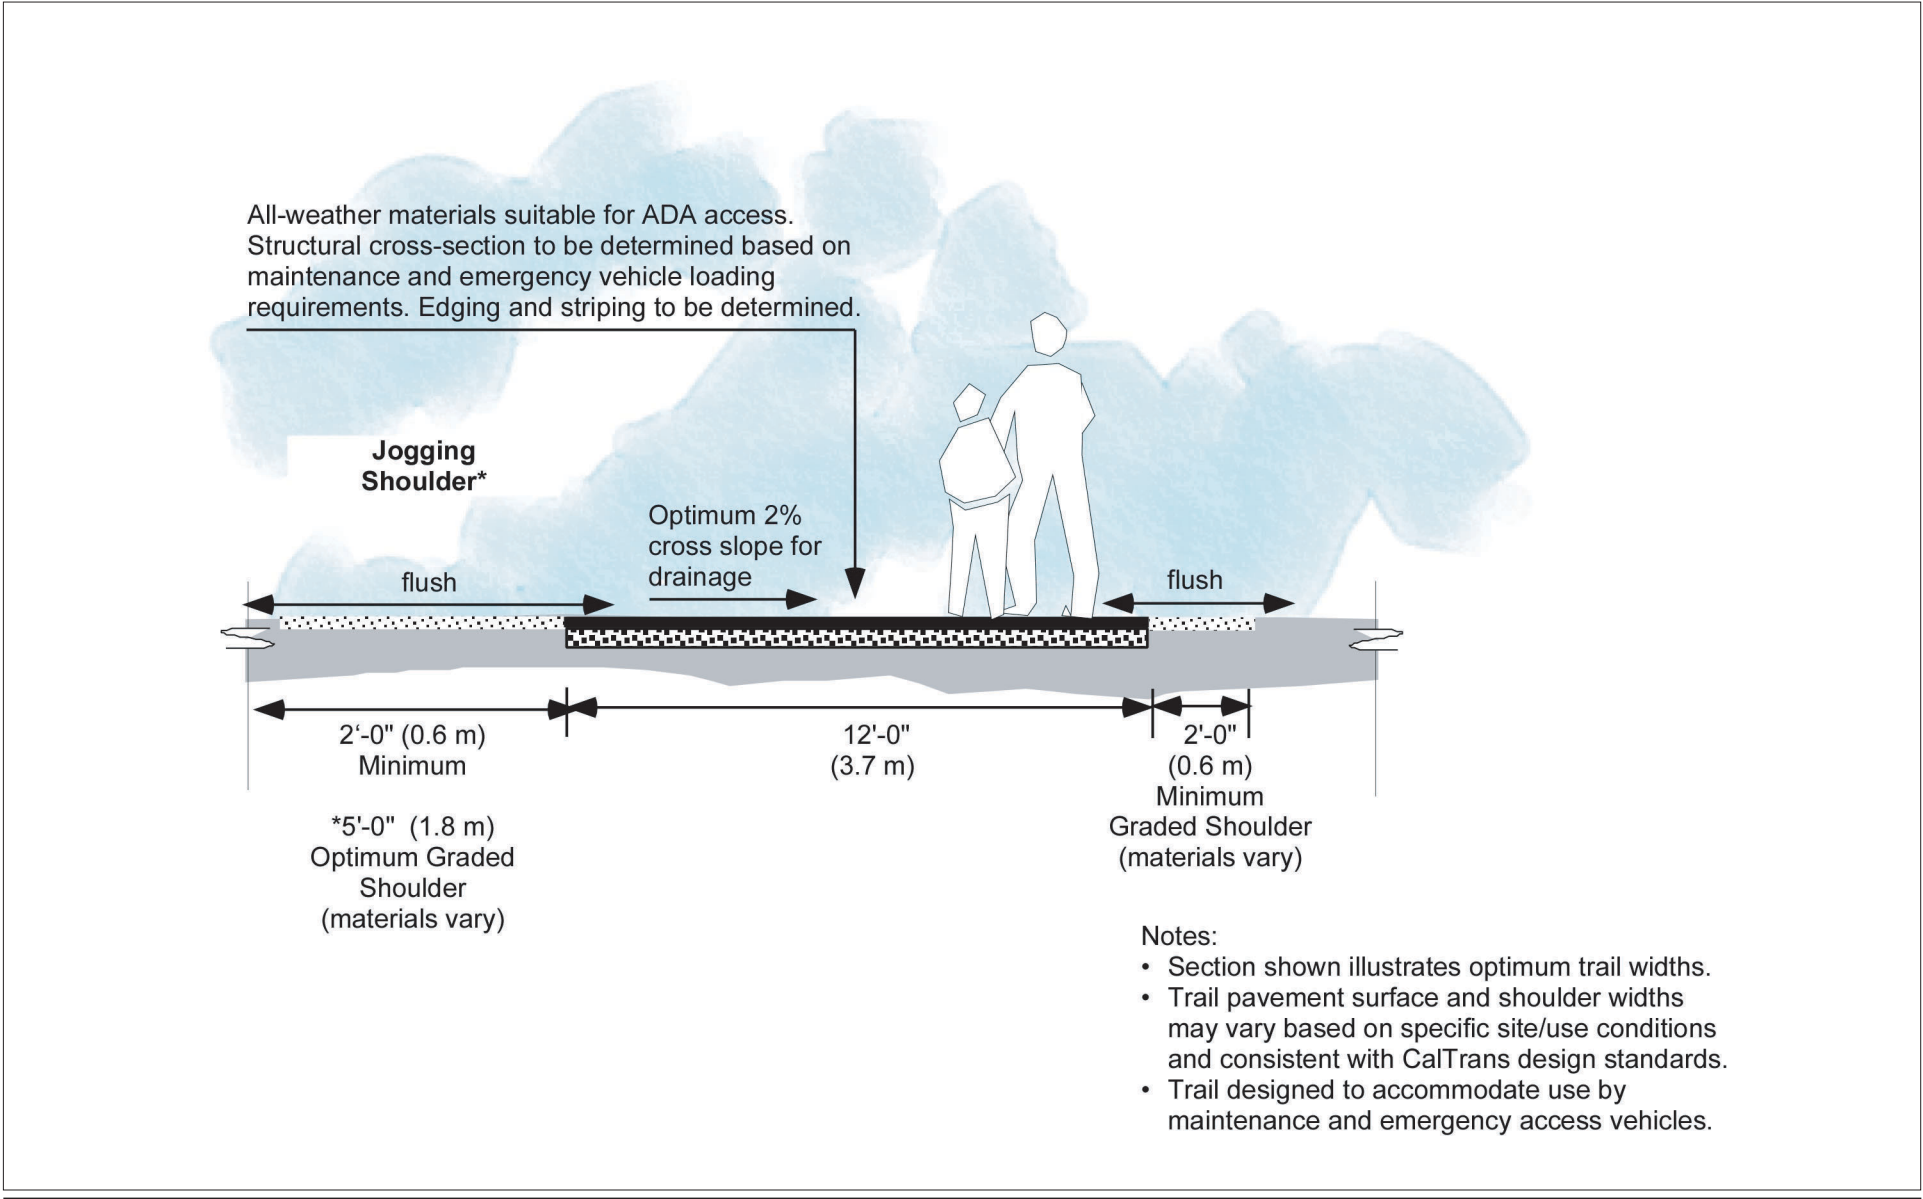 All-weather materials suitable for ADA access.
Structural cross-section to be determined based on
maintenance and emergency vehicle loading
requirements. Edging and striping to be determined.
Jogging
Shoulder*
Optimum 2%
cross slope for
drainage
flush
flush
2‘-0" (0.6 m)
Minimum
*5'-0"  (1.8 m)
Optimum Graded
Shoulder
(materials vary)
12'-0"
(3.7 m)
2'-0"
(0.6 m)
Minimum
Graded Shoulder
(materials vary)
Notes:
• Section shown illustrates optimum trail widths.
• Trail pavement surface and shoulder widths
may vary based on specific site/use conditions
and consistent with CalTrans design standards.
• Trail designed to accommodate use by
maintenance and emergency access vehicles.